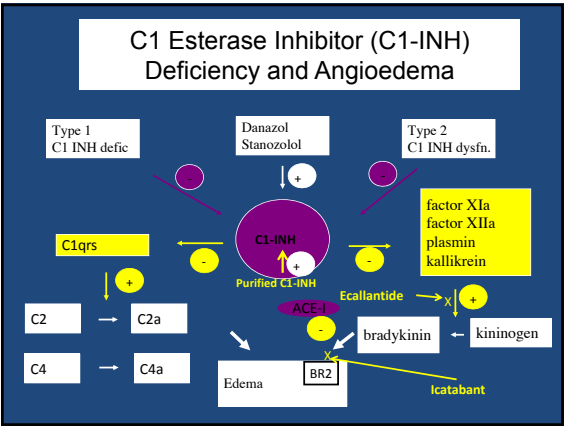 C1 Esterase Inhibitor (C1-INH)
Deficiency and Angioedema
Type 1
C1 INH defic
Danazol
Stanozolol
Type 2
C1 INH dysfn.
-
+
-
factor XIa
factor XIIa
plasmin
kallikrein
C1qrs
-
C1-INH
+
-
Purified C1-INH
+
Ecallantide
X
+
ACE-I
C2
C2a
-
bradykinin
kininogen
C4
C4a
X
Edema
BR2
Icatabant